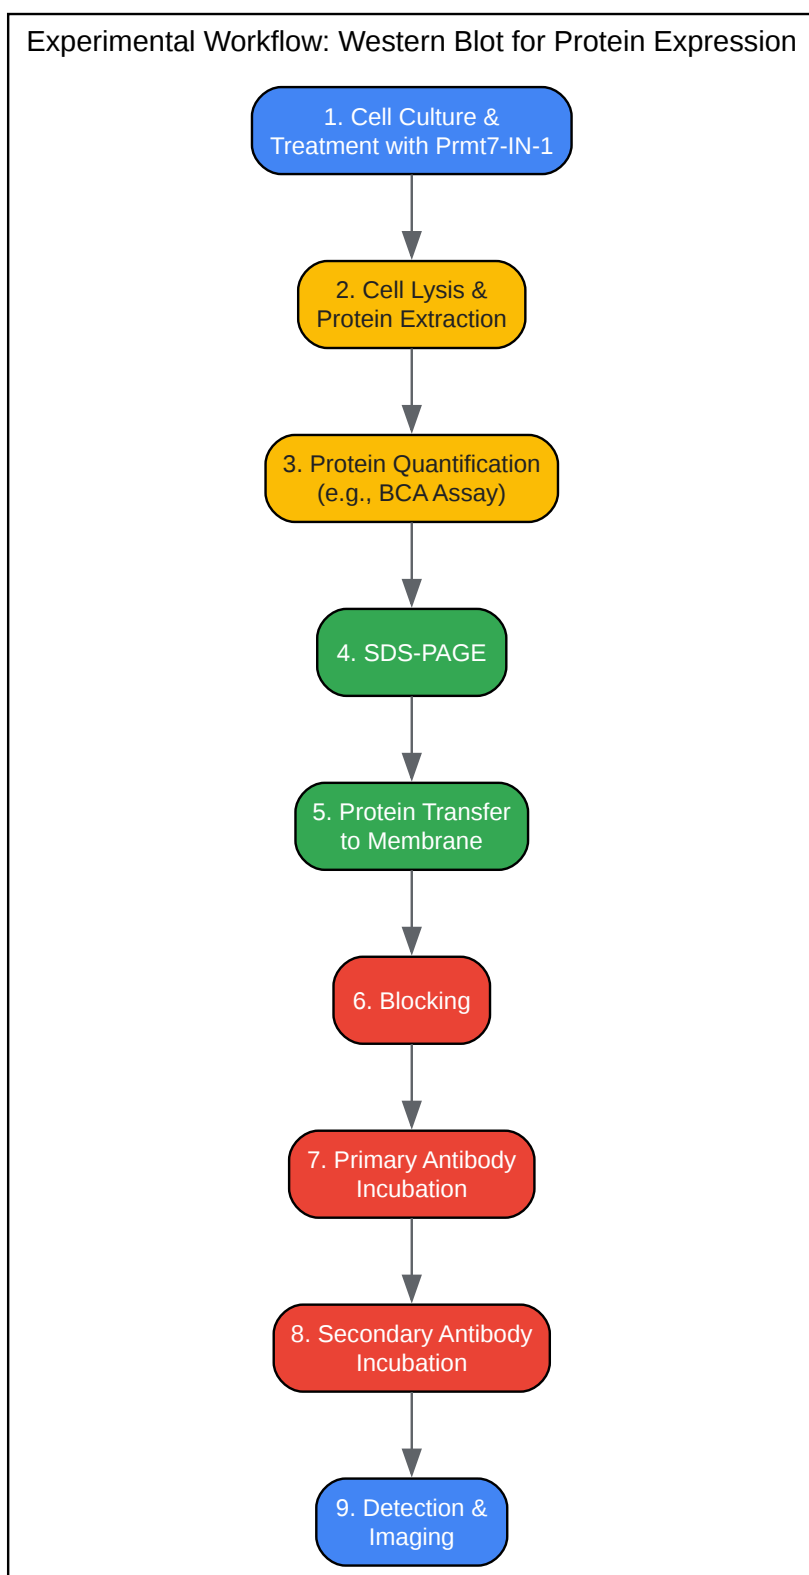 Experimental Workflow: Western Blot for Protein Expression
1. Cell Culture &
Treatment with Prmt7-IN-1
2. Cell Lysis &
Protein Extraction
3. Protein Quantification
(e.g., BCA Assay)
4. SDS-PAGE
5. Protein Transfer
to Membrane
6. Blocking
7. Primary Antibody
Incubation
8. Secondary Antibody
Incubation
9. Detection &
Imaging